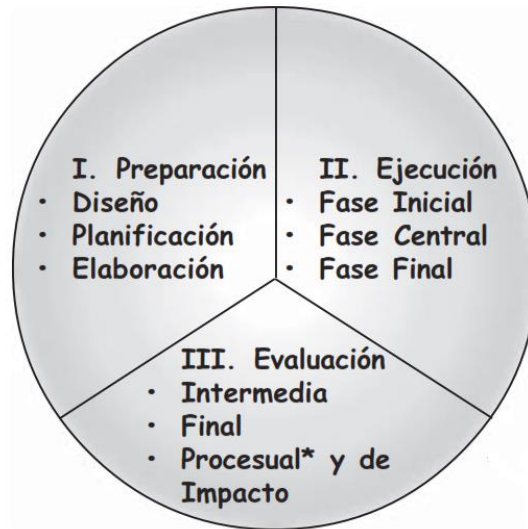 I. Preparación
· Diseño
· Planificación
· Elaboración
II. Ejecución
· Fase Inicial
· Fase Central
· Fase Final
III. Evaluación
· Intermedia
· Final
· Procesual* y de
Impacto